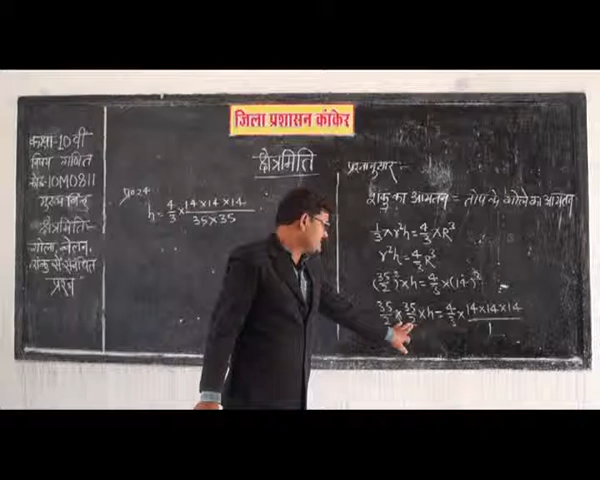 जिला प्रशासन कांकेर
क्षेत्रमिति
कक्षा-10वीं
विषय गणित
कोड-10M0811
मुख्य बिन्दु
क्षेत्रमिति-
गोला, बेलन,
शंकु से संबंधित
प्रश्न
प्र०24
h = 4/3 × 14×14×14 / 35×35
प्रश्नानुसार-
शंकु का आयतन = तोप के गोले का आयतन
1/3 πr²h = 4/3 πR³
r²h = 4/3 R³
(35/2)² × h = 4/3 × (14)³
35/2 × 35/2 × h = 4/3 × 14×14×14 / 1